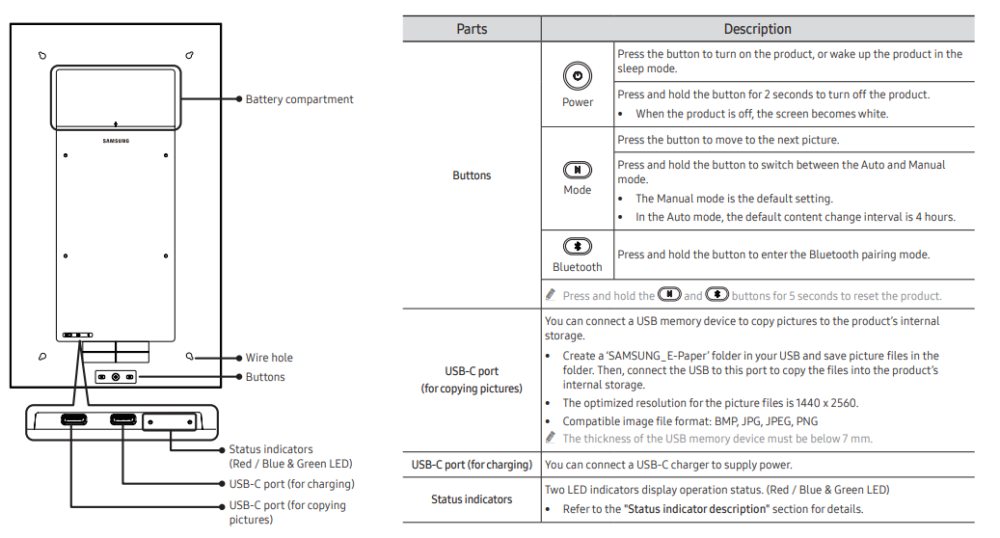 Battery compartment
SAMSUNG
Wire hole
Buttons
Status indicators
(Red / Blue & Green LED)
USB-C port (for charging)
USB-C port (for copying
pictures)
Parts
Description
Buttons
Power
Press the button to turn on the product, or wake up the product in the
sleep mode.
Press and hold the button for 2 seconds to turn off the product.
• When the product is off, the screen becomes white.
Mode
Press the button to move to the next picture.
Press and hold the button to switch between the Auto and Manual
mode.
• The Manual mode is the default setting.
• In the Auto mode, the default content change interval is 4 hours.
Bluetooth
Press and hold the button to enter the Bluetooth pairing mode.
Press and hold the and buttons for 5 seconds to reset the product.
USB-C port
(for copying pictures)
You can connect a USB memory device to copy pictures to the product's internal
storage.
• Create a 'SAMSUNG_E-Paper' folder in your USB and save picture files in the
folder. Then, connect the USB to this port to copy the files into the product's
internal storage.
• The optimized resolution for the picture files is 1440 x 2560.
• Compatible image file format: BMP, JPG, JPEG, PNG
The thickness of the USB memory device must be below 7 mm.
USB-C port (for charging)
You can connect a USB-C charger to supply power.
Status indicators
Two LED indicators display operation status. (Red / Blue & Green LED)
• Refer to the "Status indicator description" section for details.